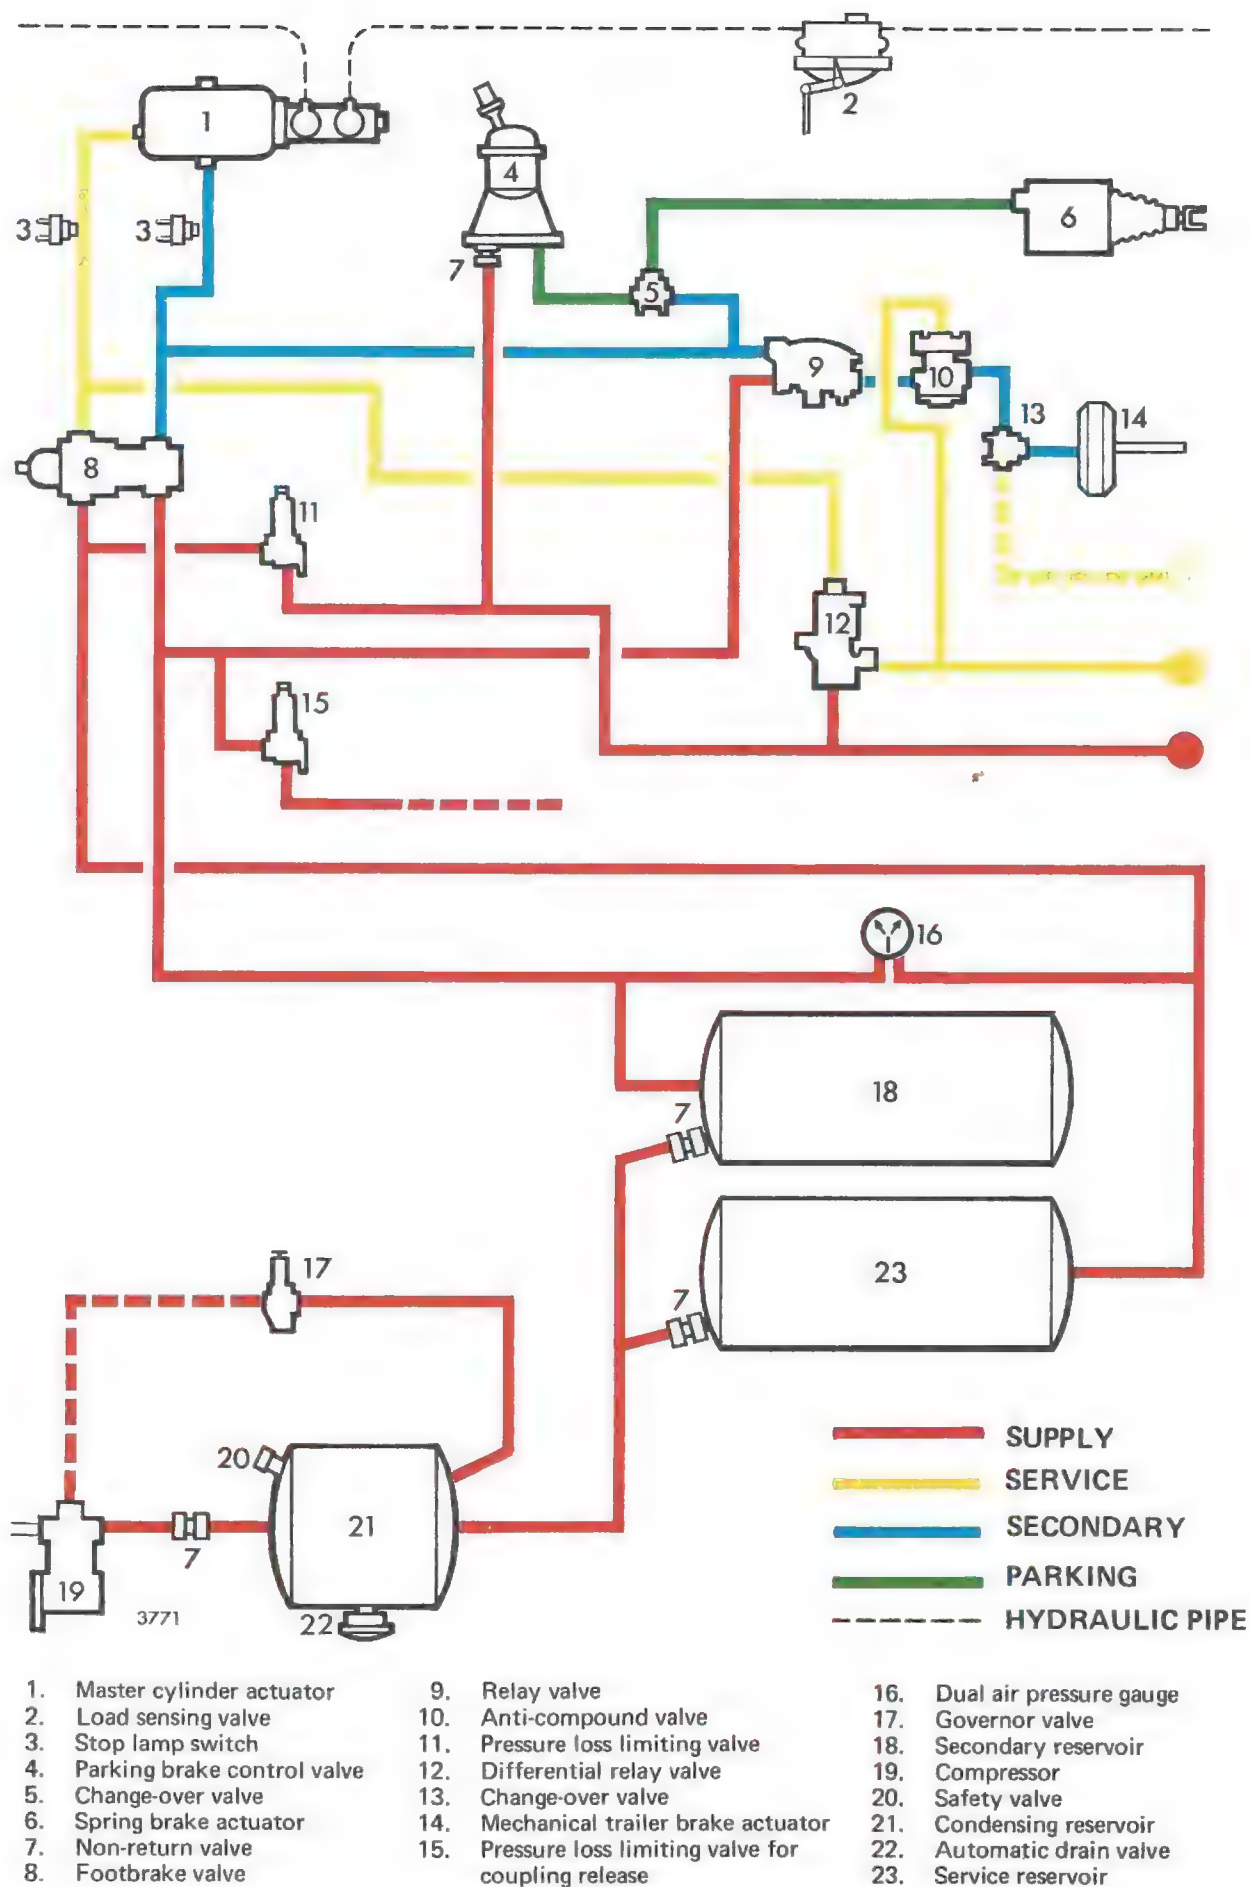 1
2
3
3
4
7
5
6
9
10
13
14
8
11
12
15
16
18
7
23
7
17
20
21
22
19
7
3771
SUPPLY
SERVICE
SECONDARY
PARKING
HYDRAULIC PIPE
1. Master cylinder actuator
2. Load sensing valve
3. Stop lamp switch
4. Parking brake control valve
5. Change-over valve
6. Spring brake actuator
7. Non-return valve
8. Footbrake valve
9. Relay valve
10. Anti-compound valve
11. Pressure loss limiting valve
12. Differential relay valve
13. Change-over valve
14. Mechanical trailer brake actuator
15. Pressure loss limiting valve for
coupling release
16. Dual air pressure gauge
17. Governor valve
18. Secondary reservoir
19. Compressor
20. Safety valve
21. Condensing reservoir
22. Automatic drain valve
23. Service reservoir